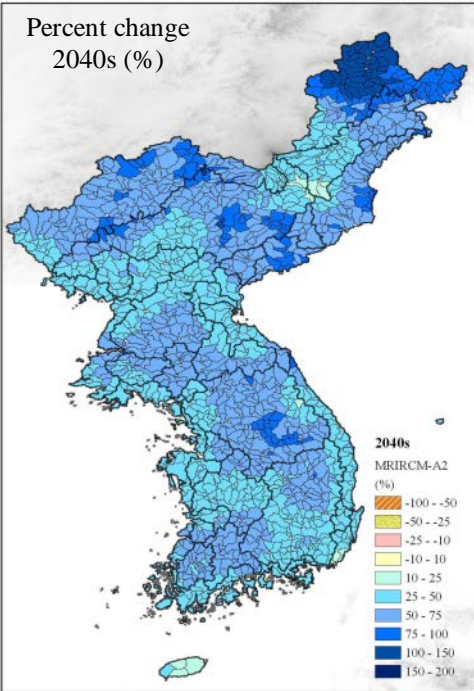 Percent change
2040s (%)
2040s
MRIRCM-A2
(%)
-100 - -50
-50 - -25
-25 - -10
-10 - 10
10 - 25
25 - 50
50 - 75
75 - 100
100 - 150
150 - 200